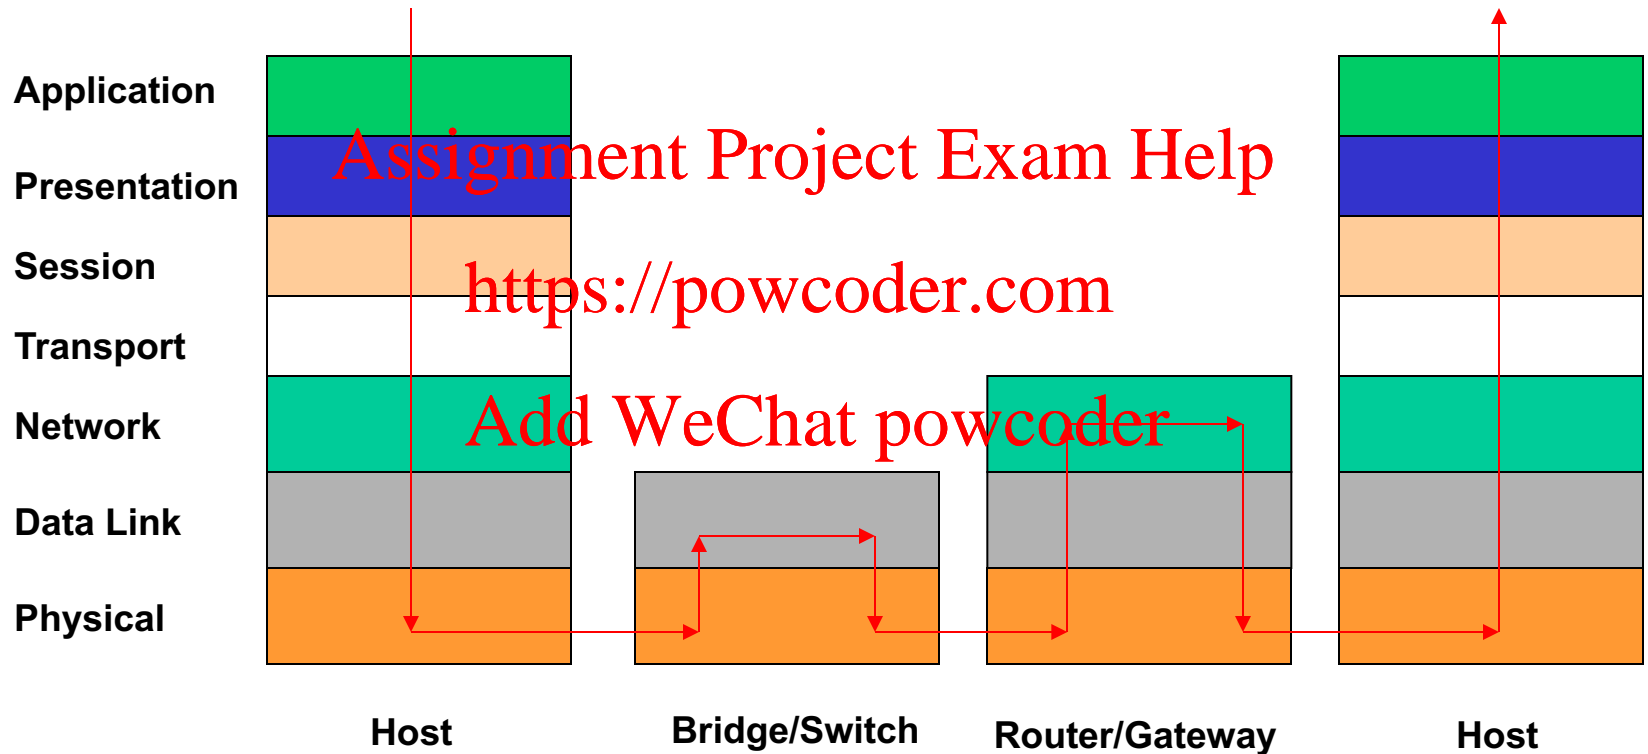 Application
Assignment Project Exam Help
Presentation
Session
https://powcoder.com
Transport
Add WeChat powcoder
Network
Data Link
Physical
Host
Bridge/Switch
Router/Gateway
Host